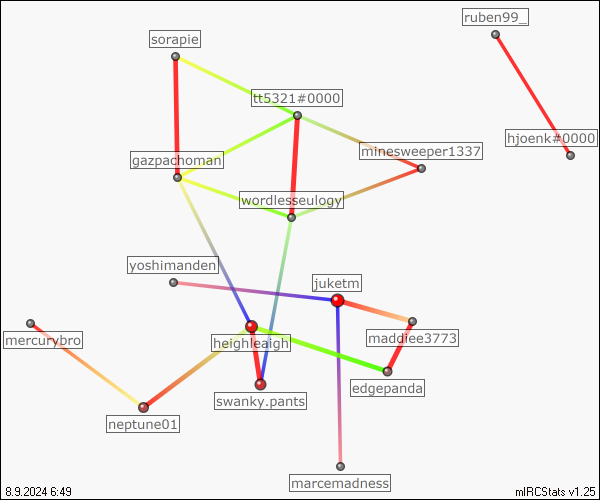 ruben99_
sorapie
tt5321#0000
hjoenk#0000
minesweeper1337
gazpachoman
wordlesseulogy
yoshimanden
juketm
mercurybro
maddiee3773
heighleaigh
edgepanda
swanky.pants
neptune01
marcemadness
8.9.2024 6:49
mIRCStats v1.25